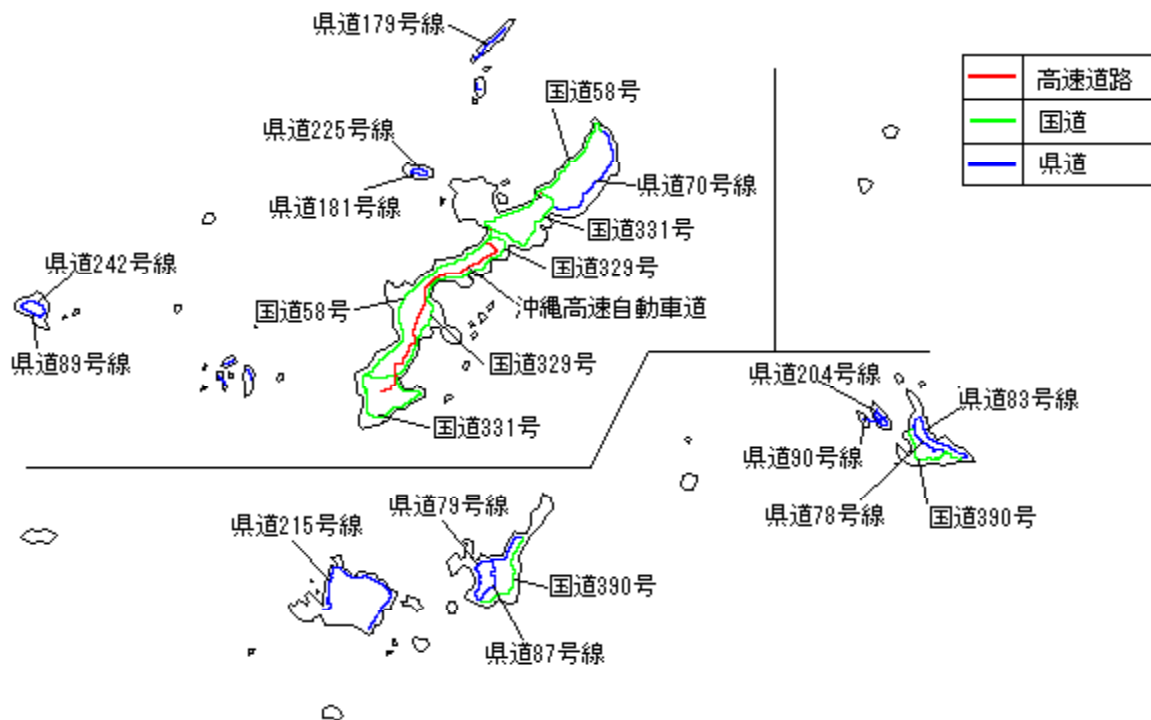 県道179号線
国道58号
高速道路
国道
県道
県道225号線
県道181号線
県道70号線
国道331号
国道329号
県道242号線
国道58号
沖縄高速自動車道
県道89号線
国道329号
国道331号
県道204号線
県道83号線
県道90号線
県道78号線
国道390号
県道79号線
県道215号線
国道390号
県道87号線